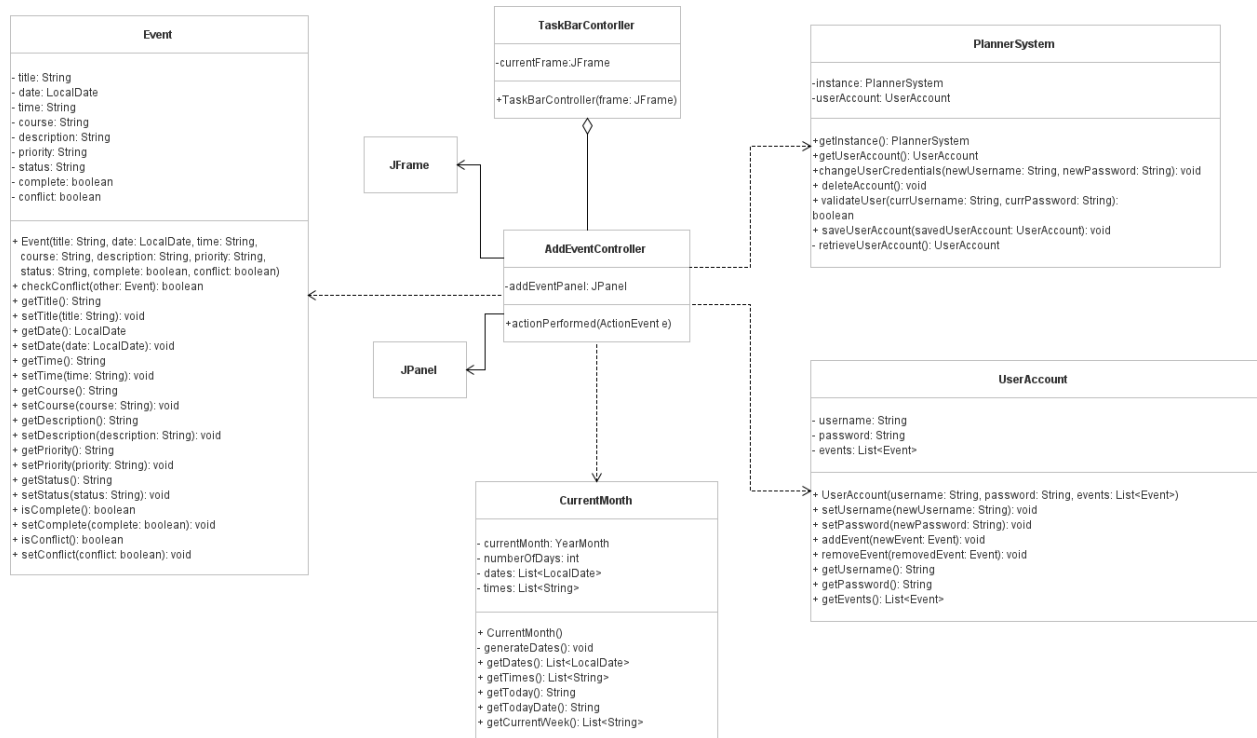 Event
- title: String
- date: LocalDate
- time: String
- course: String
- description: String
- priority: String
- status: String
- complete: boolean
- conflict: boolean
+ Event(title: String, date: LocalDate, time: String,
course: String, description: String, priority: String,
status: String, complete: boolean, conflict: boolean)
+ checkConflict(other: Event): boolean
+ getTitle(): String
+ setTitle(title: String): void
+ getDate(): LocalDate
+ setDate(date: LocalDate): void
+ getTime(): String
+ setTime(time: String): void
+ getCourse(): String
+ setCourse(course: String): void
+ getDescription(): String
+ setDescription(description: String): void
+ getPriority(): String
+ setPriority(priority: String): void
+ getStatus(): String
+ setStatus(status: String): void
+ isComplete(): boolean
+ setComplete(complete: boolean): void
+ isConflict(): boolean
+ setConflict(conflict: boolean): void
TaskBarContorller
-currentFrame:JFrame
+TaskBarController(frame: JFrame)
JFrame
AddEventController
-addEventPanel: JPanel
+actionPerformed(ActionEvent e)
JPanel
CurrentMonth
- currentMonth: YearMonth
- numberOfDays: int
- dates: List<LocalDate>
- times: List<String>
+ CurrentMonth()
- generateDates(): void
+ getDates(): List<LocalDate>
+ getTimes(): List<String>
+ getToday(): String
+ getTodayDate(): String
+ getCurrentWeek(): List<String>
PlannerSystem
-instance: PlannerSystem
-userAccount: UserAccount
+getInstance(): PlannerSystem
+getUserAccount(): UserAccount
+changeUserCredentials(newUsername: String, newPassword: String): void
+ deleteAccount(): void
+ validateUser(currUsername: String, currPassword: String):
boolean
+ saveUserAccount(savedUserAccount: UserAccount): void
- retrieveUserAccount(): UserAccount
UserAccount
- username: String
- password: String
- events: List<Event>
+ UserAccount(username: String, password: String, events: List<Event>)
+ setUsername(newUsername: String): void
+ setPassword(newPassword: String): void
+ addEvent(newEvent: Event): void
+ removeEvent(removedEvent: Event): void
+ getUsername(): String
+ getPassword(): String
+ getEvents(): List<Event>